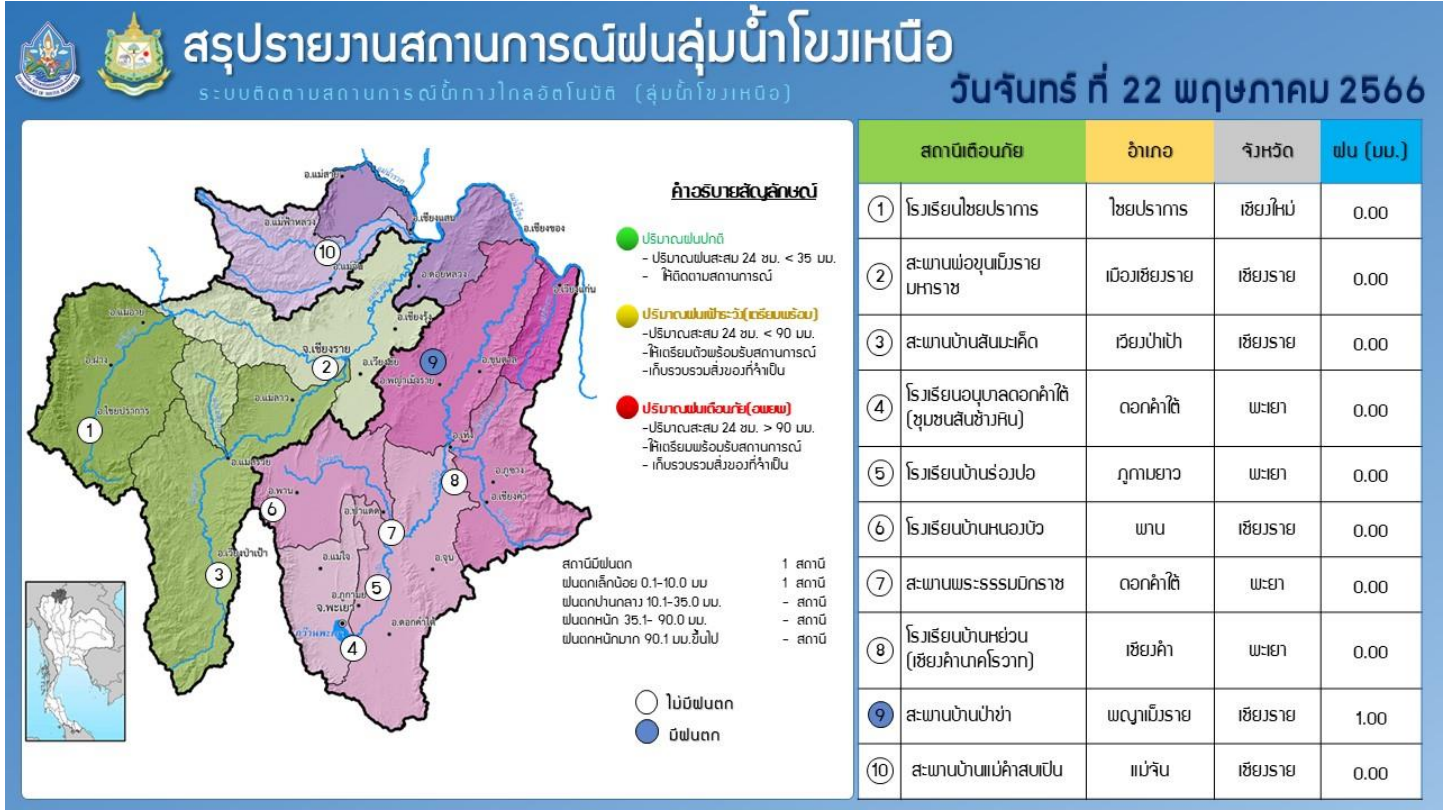 สรุปรายงานสถานการณ์ฝนลุ่มน้ำโขงเหนือ
ระบบติดตามสถานการณ์น้ำทางไกลอัตโนมัติ (ลุ่มน้ำโขงเหนือ)
วันจันทร์ ที่ 22 พฤษภาคม 2566
อ.แม่สาย
แม่น้ำรวก
แม่น้ำโขง
อ.แม่ฟ้าหลวง
อ.เชียงแสน
อ.เชียงของ
10
อ.แม่จัน
อ.ดอยหลวง
อ.เวียงแก่น
อ.แม่อาย
อ.เชียงรุ้ง
จ.เชียงราย
อ.ฝาง
2
อ.เวียงชัย
9
อ.ขุนตาล
อ.พญาเม็งราย
อ.แม่ลาว
อ.ไชยปราการ
1
อ.เทิง
อ.แม่สรวย
8
อ.ภูซาง
อ.พาน
อ.เชียงคำ
6
อ.ป่าแดด
7
อ.เวียงป่าเป้า
อ.แม่ใจ
อ.จุน
3
5
อ.ภูกามยาว
จ.พะเยา
อ.ดอกคำใต้
กว๊านพะเยา
4
คำอธิบายสัญลักษณ์
ปริมาณฝนปกติ
- ปริมาณฝนสะสม 24 ชม. < 35 มม.
- ให้ติดตามสถานการณ์
ปริมาณฝนเฝ้าระวัง(เตรียมพร้อม)
-ปริมาณสะสม 24 ชม. < 90 มม.
-ให้เตรียมตัวพร้อมรับสถานการณ์
-เก็บรวบรวมสิ่งของที่จำเป็น
ปริมาณฝนเตือนภัย(อพยพ)
-ปริมาณสะสม 24 ชม. > 90 มม.
-ให้เตรียมพร้อมรับสถานการณ์
- เก็บรวบรวมสิ่งของที่จำเป็น
สถานีมีฝนตก 1 สถานี
ฝนตกเล็กน้อย 0.1-10.0 มม 1 สถานี
ฝนตกปานกลาง 10.1-35.0 มม. - สถานี
ฝนตกหนัก 35.1- 90.0 มม. - สถานี
ฝนตกหนักมาก 90.1 มม.ขึ้นไป - สถานี
ไม่มีฝนตก
มีฝนตก
สถานีเตือนภัย อำเภอ จังหวัด ฝน (มม.)
1 โรงเรียนไชยปราการ ไชยปราการ เชียงใหม่ 0.00
2 สะพานพ่อขุนเม็งราย
มหาราช เมืองเชียงราย เชียงราย 0.00
3 สะพานบ้านสันมะเค็ด เวียงป่าเป้า เชียงราย 0.00
4 โรงเรียนอนุบาลดอกคำใต้
(ชุมชนสันช้างหิน) ดอกคำใต้ พะเยา 0.00
5 โรงเรียนบ้านร่องปอ ภูกามยาว พะเยา 0.00
6 โรงเรียนบ้านหนองบัว พาน เชียงราย 0.00
7 สะพานพระธรรมมิกราช ดอกคำใต้ พะยา 0.00
8 โรงเรียนบ้านหย่วน
(เชียงคำนาคโรวาท) เชียงคำ พะเยา 0.00
9 สะพานบ้านป่าข่า พญาเม็งราย เชียงราย 1.00
10 สะพานบ้านแม่คำสบเปิน แม่จัน เชียงราย 0.00